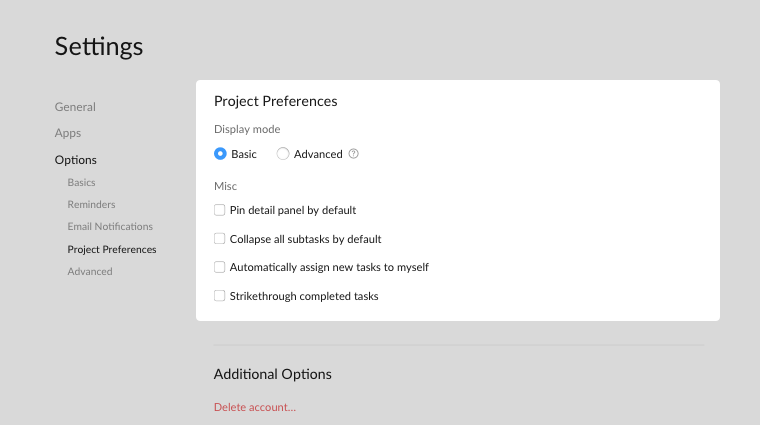 Settings
General
Apps
Options
Basics
Reminders
Email Notifications
Project Preferences
Advanced
Project Preferences
Display mode
Basic
Advanced
Misc
Pin detail panel by default
Collapse all subtasks by default
Automatically assign new tasks to myself
Strikethrough completed tasks
Additional Options
Delete account...